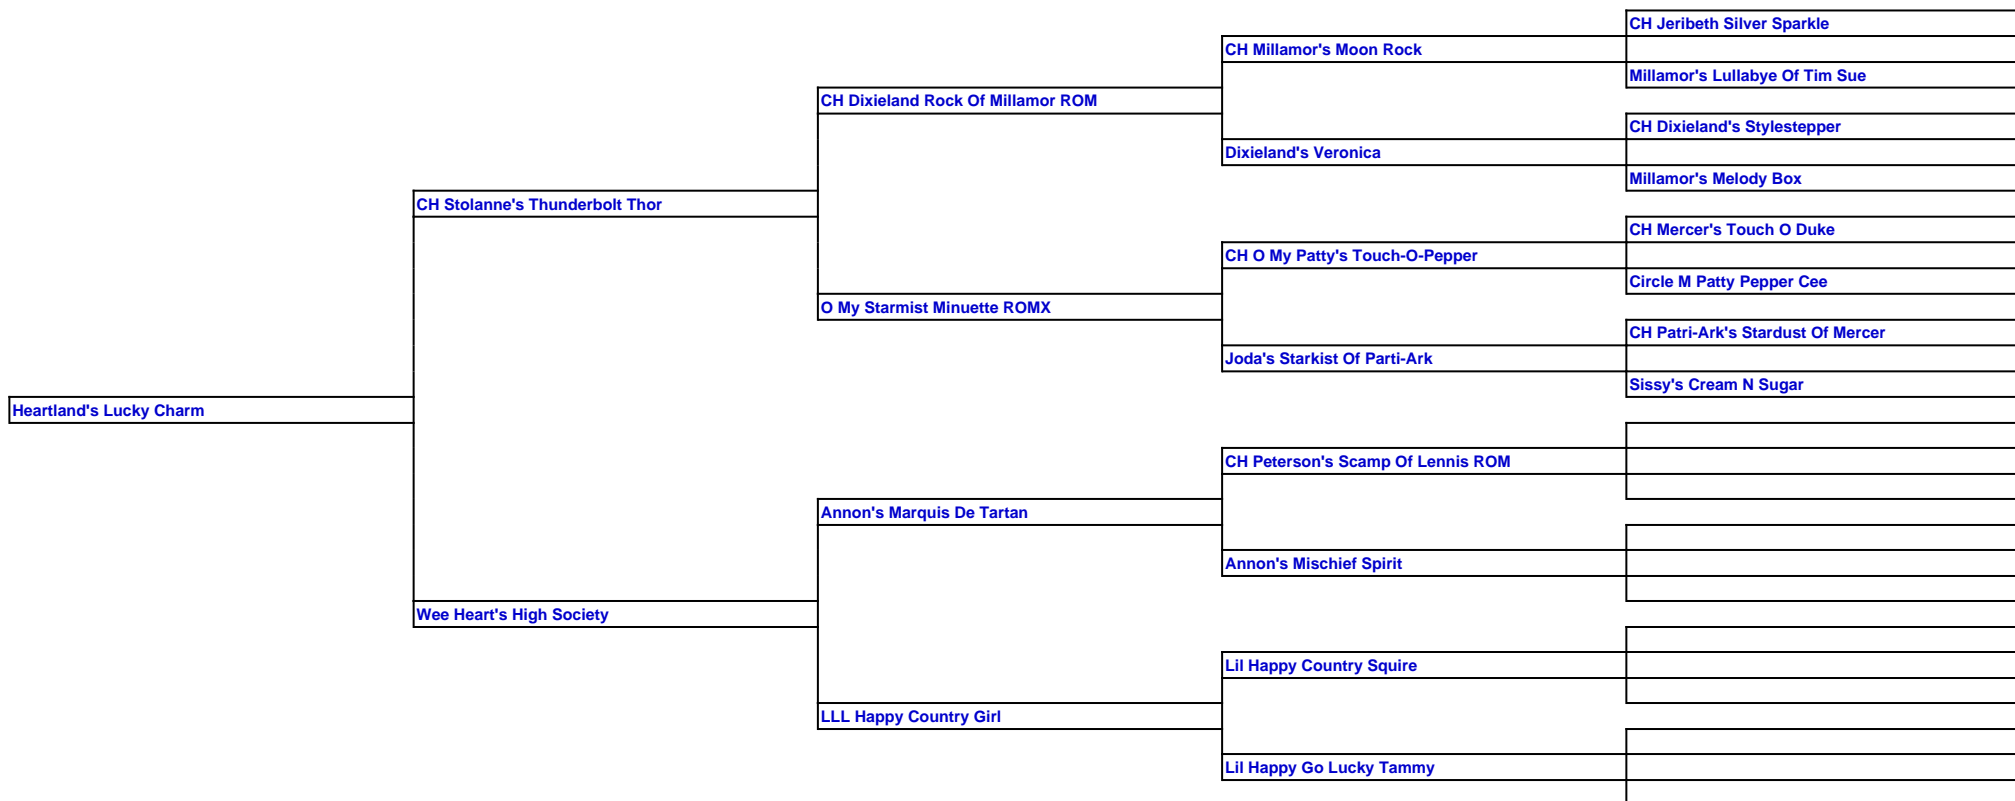 CH Jeribeth Silver Sparkle
CH Millamor's Moon Rock
Millamor's Lullabye Of Tim Sue
CH Dixieland Rock Of Millamor ROM
CH Dixieland's Stylestepper
Dixieland's Veronica
Millamor's Melody Box
CH Stolanne's Thunderbolt Thor
CH Mercer's Touch O Duke
CH O My Patty's Touch-O-Pepper
Circle M Patty Pepper Cee
O My Starmist Minuette ROMX
CH Patri-Ark's Stardust Of Mercer
Joda's Starkist Of Parti-Ark
Sissy's Cream N Sugar
Heartland's Lucky Charm
CH Peterson's Scamp Of Lennis ROM
Annon's Marquis De Tartan
Annon's Mischief Spirit
Wee Heart's High Society
Lil Happy Country Squire
LLL Happy Country Girl
Lil Happy Go Lucky Tammy